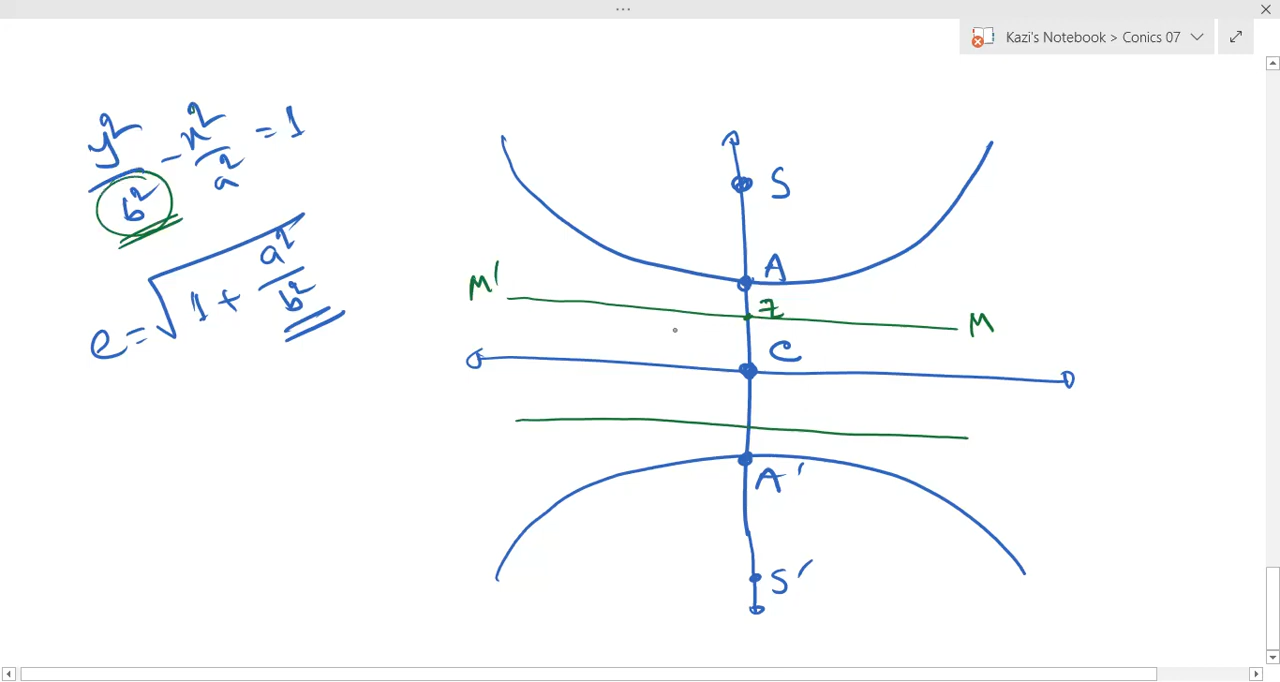 Kazi's Notebook > Conics 07
y²/b² - x²/a² = 1
e = √(1 + a²/b²)
S
A
M'
Z
M
C
A'
S'